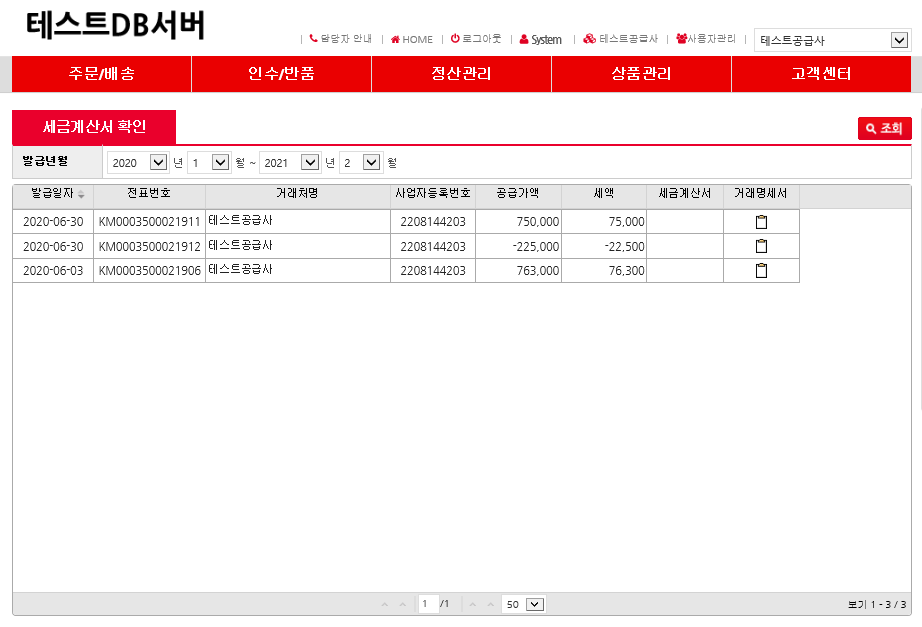 테스트DB서버
| 담당자 안내 | HOME | 로그아웃 | System | 테스트공급사 | 사용자관리 | 테스트공급사
주문/배송 인수/반품 정산관리 상품관리 고객센터
세금계산서 확인 조회
발급년월 2020 년 1 월 ~ 2021 년 2 월
발급일자 전표번호 거래처명 사업자등록번호 공급가액 세액 세금계산서 거래명세서
2020-06-30 KM0003500021911 테스트공급사 2208144203 750,000 75,000
2020-06-30 KM0003500021912 테스트공급사 2208144203 -225,000 -22,500
2020-06-03 KM0003500021906 테스트공급사 2208144203 763,000 76,300
1 /1 50 보기 1 - 3 / 3